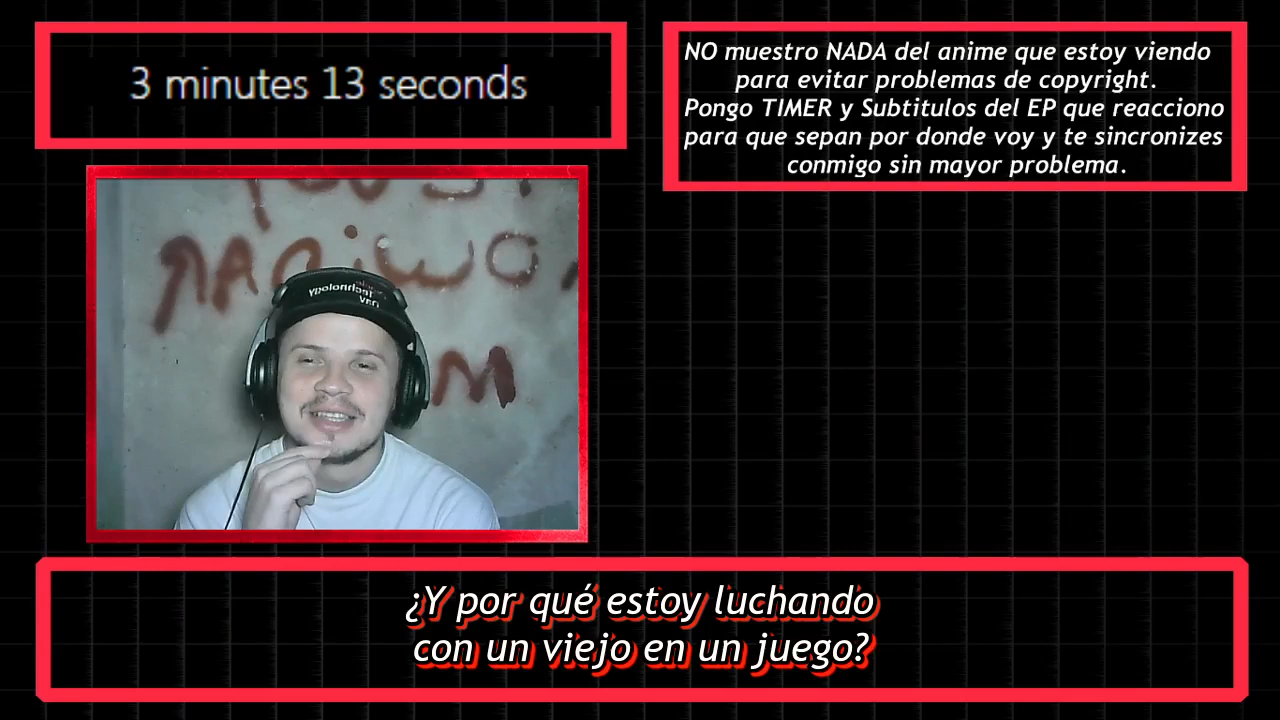 3 minutes 13 seconds
NO muestro NADA del anime que estoy viendo
para evitar problemas de copyright.
Pongo TIMER y Subtitulos del EP que reacciono
para que sepan por donde voy y te sincronizes
conmigo sin mayor problema.
Technology
¿Y por qué estoy luchando
con un viejo en un juego?